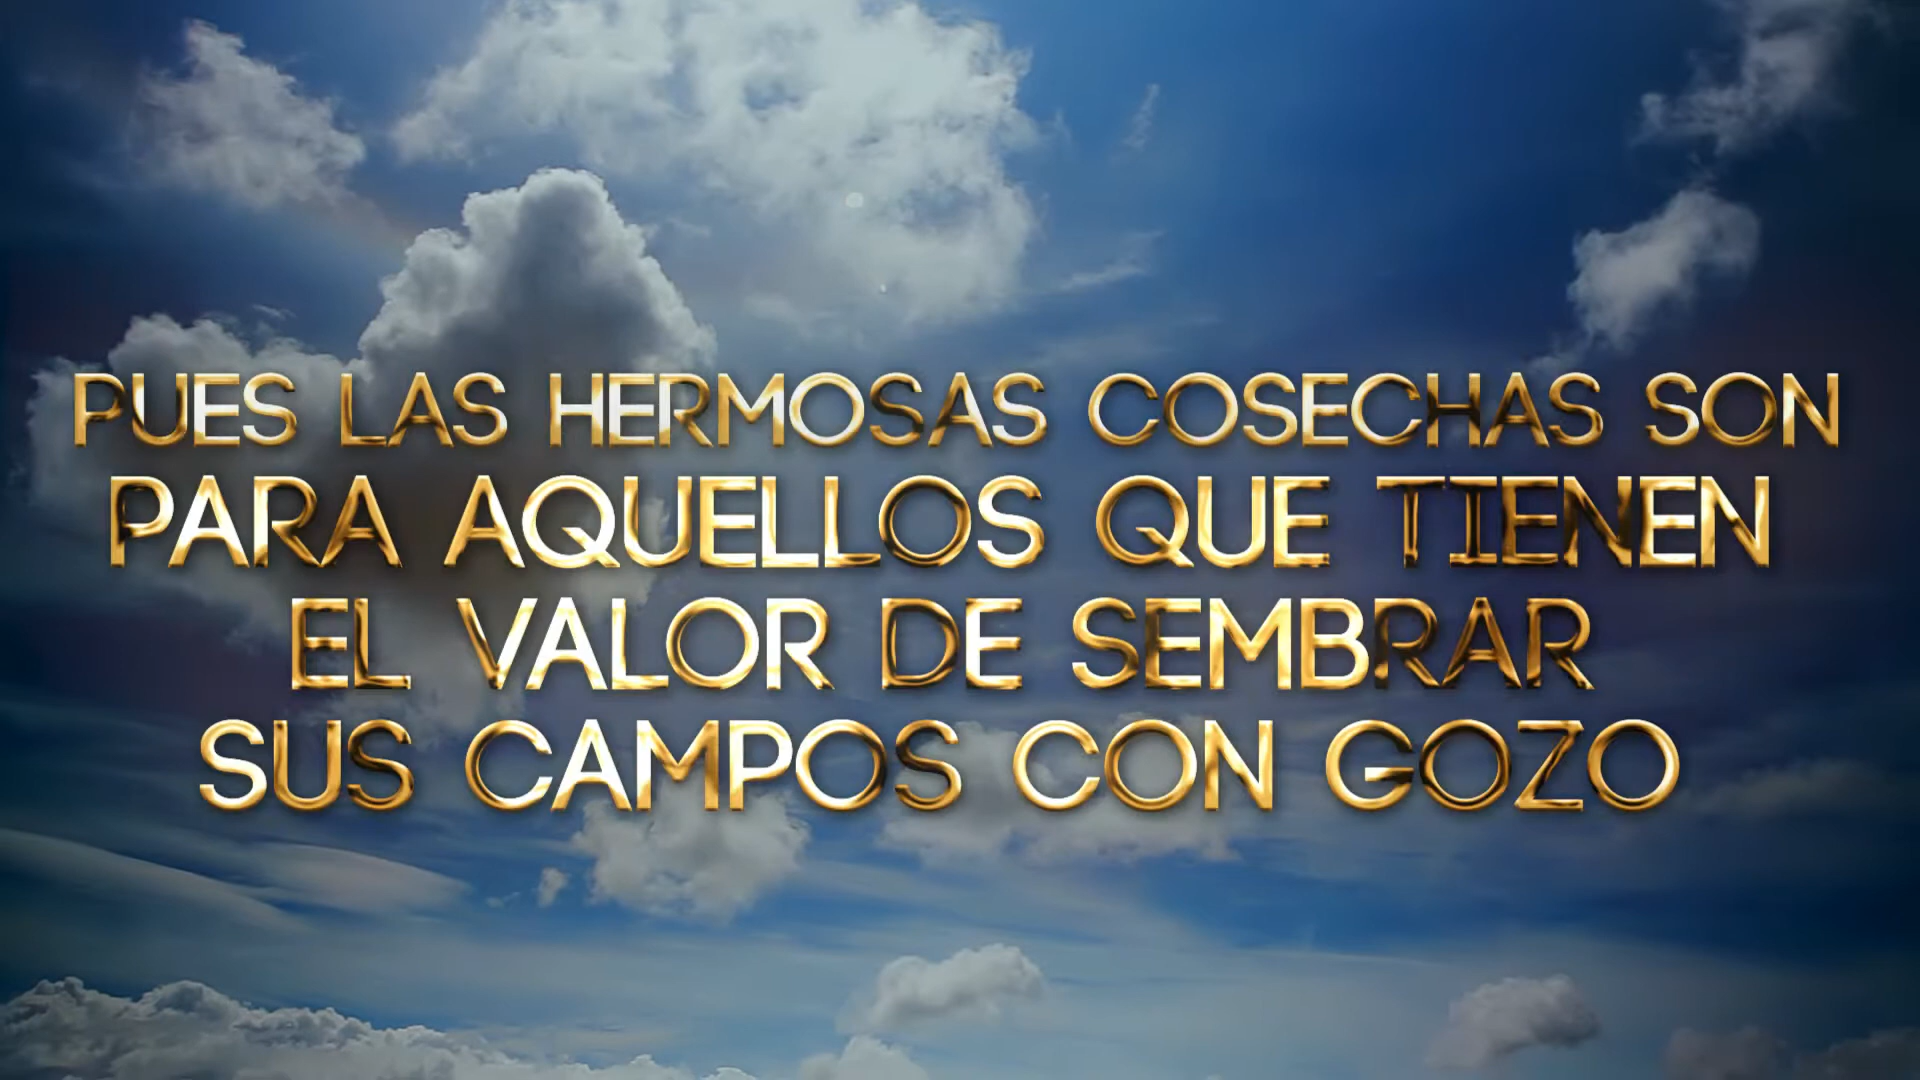 PUES LAS HERMOSAS COSECHAS SON
PARA AQUELLOS QUE TIENEN
EL VALOR DE SEMBRAR
SUS CAMPOS CON GOZO